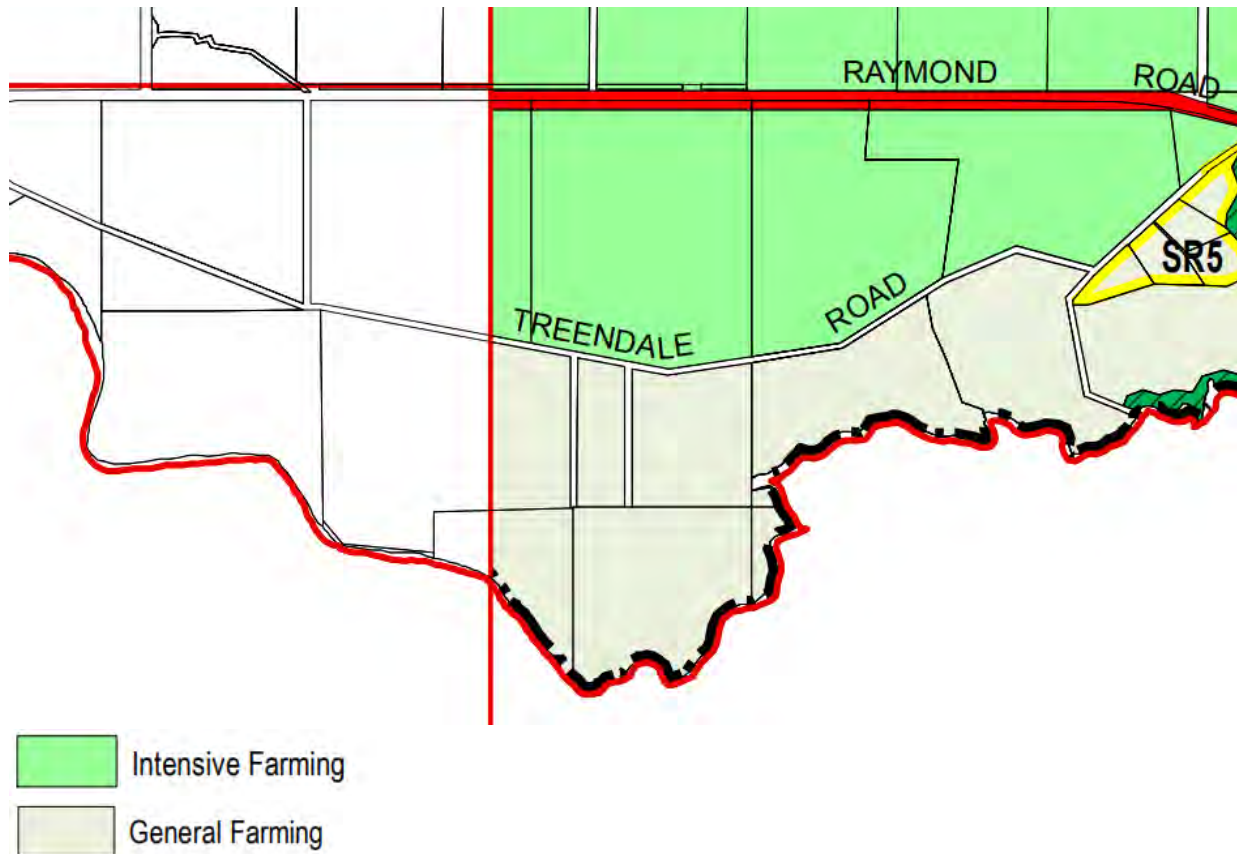 RAYMOND ROAD
SR5
TREENDALE ROAD
Intensive Farming
General Farming